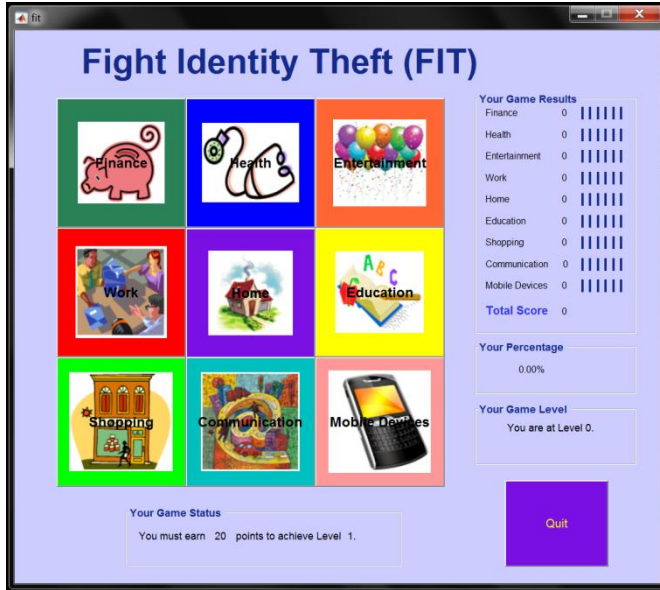 fit
Fight Identity Theft (FIT)
Finance
Health
Entertainment
Work
Home
A B C
Education
Shopping
Communication
Mobile Devices
Your Game Results
Finance 0
Health 0
Entertainment 0
Work 0
Home 0
Education 0
Shopping 0
Communication 0
Mobile Devices 0
Total Score 0
Your Percentage
0.00%
Your Game Level
You are at Level 0.
Your Game Status
You must earn 20 points to achieve Level 1.
Quit